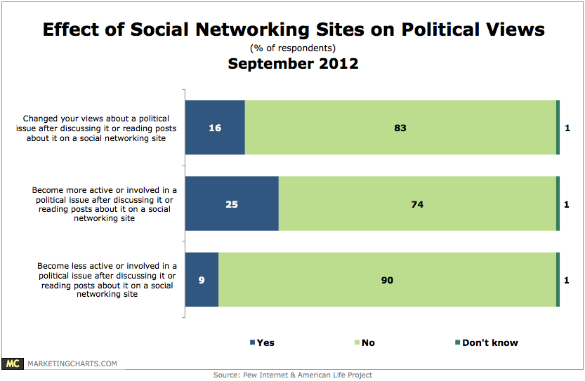 Effect of Social Networking Sites on Political Views
(% of respondents)
September 2012
Changed your views about a political
issue after discussing it or reading posts
about it on a social networking site
16 83 1
Become more active or involved in a
political issue after discussing it or
reading posts about it on a social
networking site
25 74 1
Become less active or involved in a
political issue after discussing it or
reading posts about it on a social
networking site
9 90 1
Yes No Don't know
MC MARKETINGCHARTS.COM
Source: Pew Internet & American Life Project